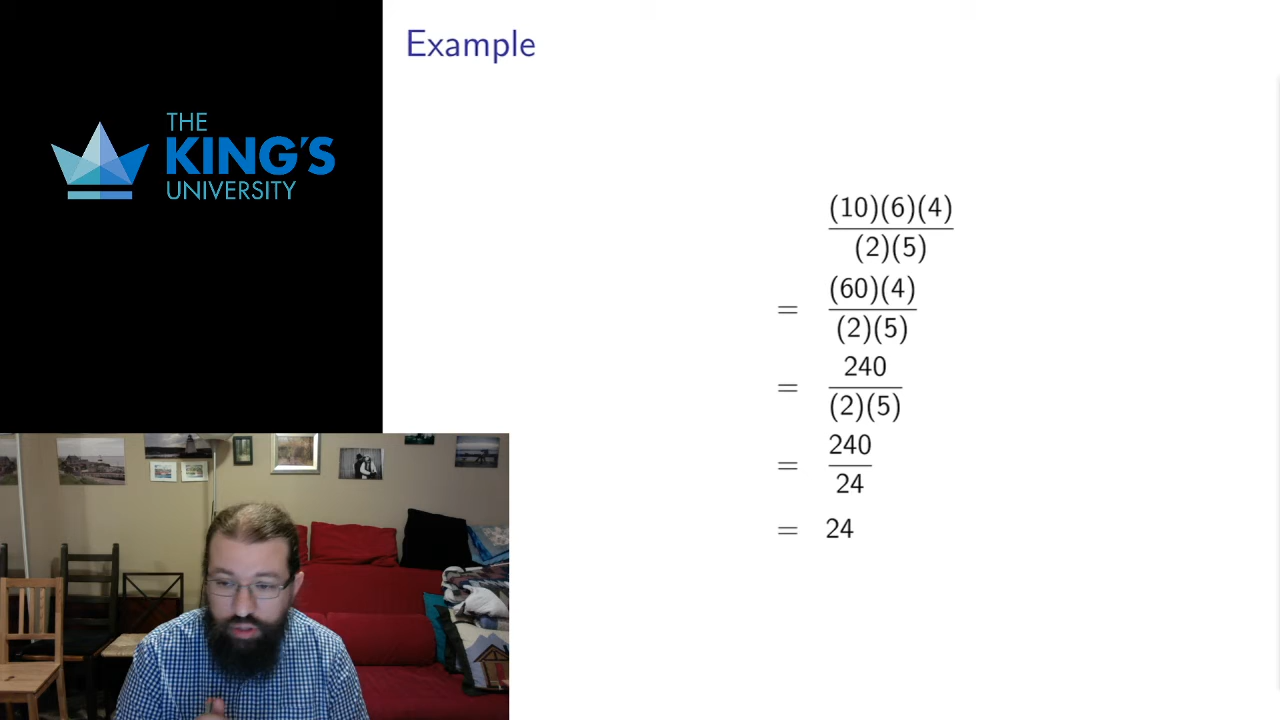 THE
KING'S
UNIVERSITY
Example
(10)(6)(4)
(2)(5)
= (60)(4)
(2)(5)
= 240
(2)(5)
= 240
24
= 24